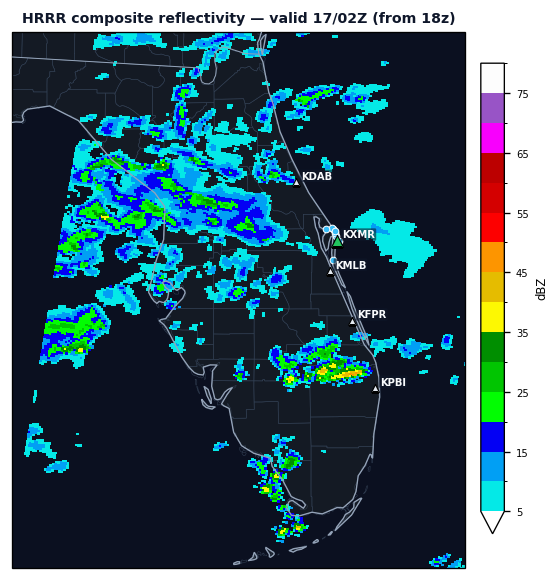 HRRR composite reflectivity — valid 17/02Z (from 18z)
KDAB
KXMR
KMLB
KFPR
KPBI
75
65
55
45
35
25
15
5
dBZ